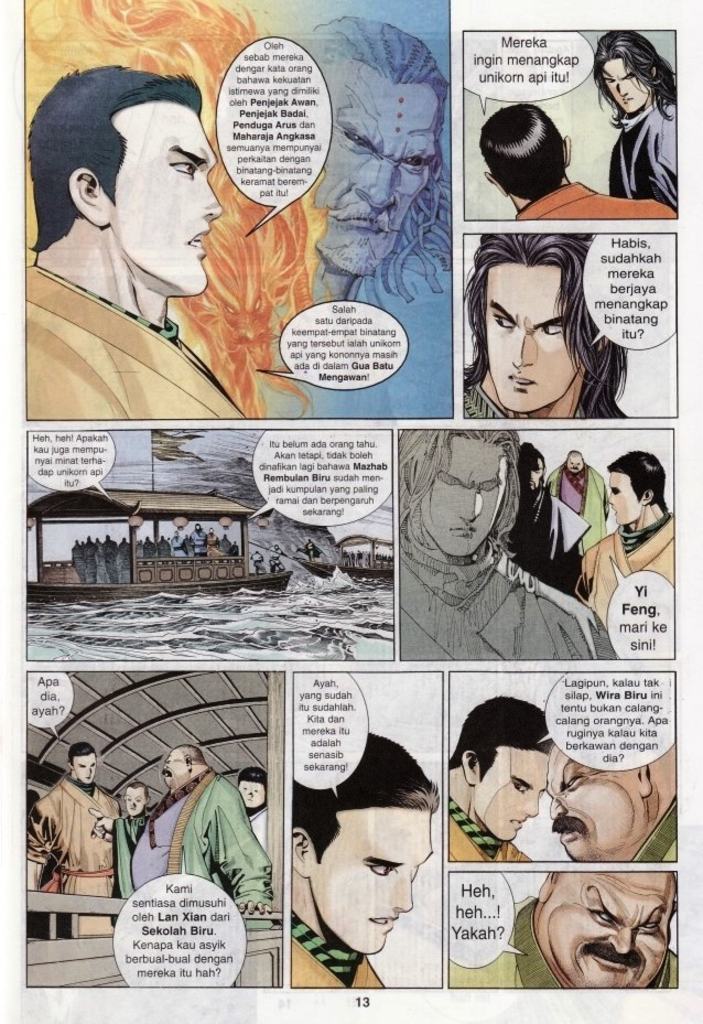 Oleh
sebab mereka
dengar kata orang
bahawa kekuatan
istimewa yang dimiliki
oleh Penjejak Awan,
Penjejak Badai,
Penduga Arus dan
Maharaja Angkasa
semuanya mempunyai
perkaitan dengan
binatang-binatang
keramat berem-
pat itu!
Salah
satu daripada
keempat-empat binatang
yang tersebut ialah unikorn
api yang kononnya masih
ada di dalam Gua Batu
Mengawan!
Mereka
ingin menangkap
unikorn api itu!
Habis,
sudahkah
mereka
berjaya
menangkap
binatang
itu?
Heh, heh! Apakah
kau juga mempu-
nyai minat terha-
dap unikorn api
itu?
Itu belum ada orang tahu.
Akan tetapi, tidak boleh
dinafikan lagi bahawa Mazhab
Rembulan Biru sudah men-
jadi kumpulan yang paling
ramai dan berpengaruh
sekarang!
Yi
Feng,
mari ke
sini!
Apa
dia,
ayah?
Kami
sentiasa dimusuhi
oleh Lan Xian dari
Sekolah Biru.
Kenapa kau asyik
berbual-bual dengan
mereka itu hah?
Ayah,
yang sudah
itu sudahlah.
Kita dan
mereka itu
adalah
senasib
sekarang!
Lagipun, kalau tak
silap, Wira Biru ini
tentu bukan calang-
calang orangnya. Apa
ruginya kalau kita
berkawan dengan
dia?
Heh,
heh...!
Yakah?
13